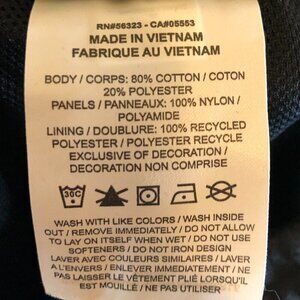 RN#56323 - CA#05553
MADE IN VIETNAM
FABRIQUE AU VIETNAM
BODY / CORPS: 80% COTTON / COTON
20% POLYESTER
PANELS / PANNEAUX: 100% NYLON /
POLYAMIDE
LINING / DOUBLURE: 100% RECYCLED
POLYESTER / POLYESTER RECYCLE
EXCLUSIVE OF DECORATION /
DECORATION NON COMPRISE
30C
WASH WITH LIKE COLORS / WASH INSIDE
OUT / REMOVE IMMEDIATELY / DO NOT ALLOW
TO LAY ON ITSELF WHEN WET / DO NOT USE
SOFTENERS / DO NOT IRON DESIGN
LAVER AVEC COULEURS SIMILAIRES / LAVER
A L'ENVERS / ENLEVER IMMEDIATEMENT / NE
PAS LAISSER LE VÊTEMENT PLIÉ LORSQU'IL
EST MOUILLÉ / NE PAS UTILISER